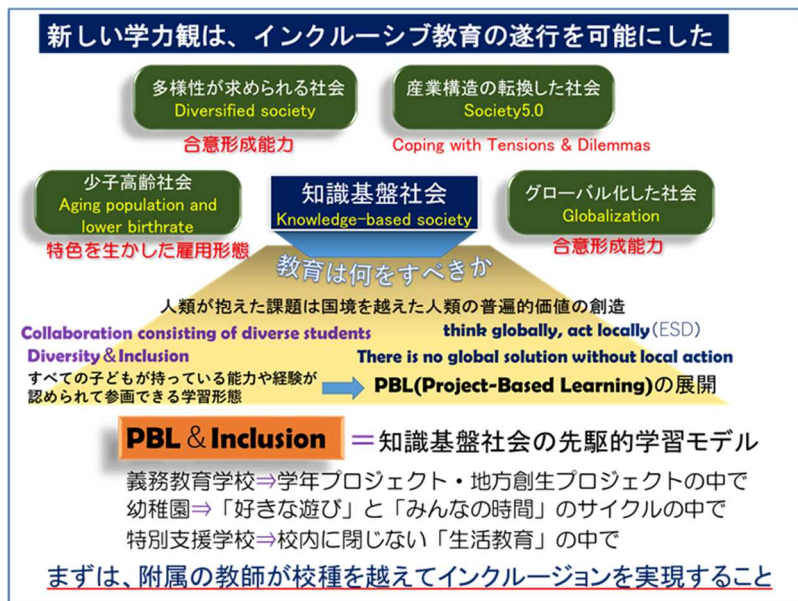 新しい学力観は、インクルーシブ教育の遂行を可能にした
多様性が求められる社会
Diversified society
合意形成能力
産業構造の転換した社会
Society5.0
Coping with Tensions & Dilemmas
少子高齢社会
Aging population and
lower birthrate
特色を生かした雇用形態
知識基盤社会
Knowledge-based society
グローバル化した社会
Globalization
合意形成能力
教育は何をすべきか
人類が抱えた課題は国境を越えた人類の普遍的価値の創造
Collaboration consisting of diverse students
Diversity&Inclusion
think globally, act locally(ESD)
There is no global solution without local action
すべての子どもが持っている能力や経験が
認められて参画できる学習形態
PBL(Project-Based Learning)の展開
PBL&Inclusion
=知識基盤社会の先駆的学習モデル
義務教育学校⇒学年プロジェクト・地方創生プロジェクトの中で
幼稚園⇒「好きな遊び」と「みんなの時間」のサイクルの中で
特別支援学校⇒校内に閉じない「生活教育」の中で
まずは、附属の教師が校種を越えてインクルージョンを実現すること